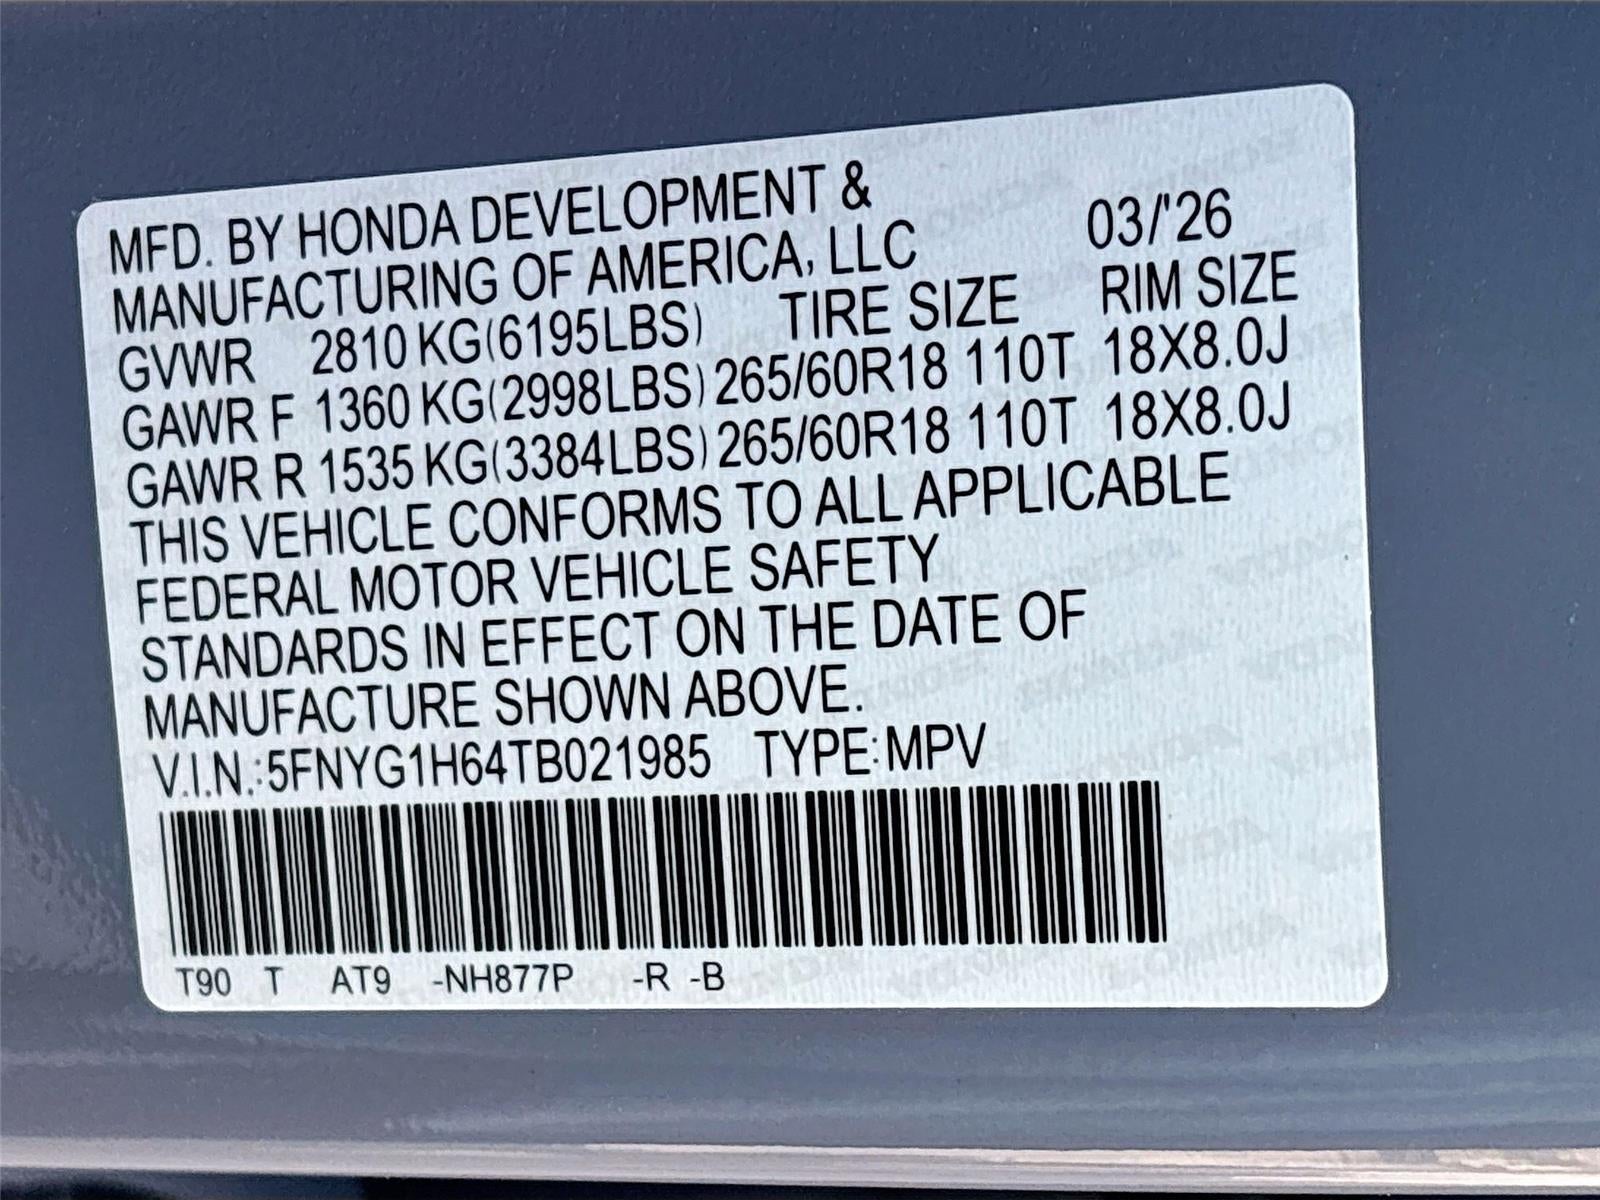 MFD. BY HONDA DEVELOPMENT &
MANUFACTURING OF AMERICA, LLC 03/'26
GVWR 2810 KG(6195LBS) TIRE SIZE RIM SIZE
GAWR F 1360 KG(2998LBS) 265/60R18 110T 18X8.0J
GAWR R 1535 KG(3384LBS) 265/60R18 110T 18X8.0J
THIS VEHICLE CONFORMS TO ALL APPLICABLE
FEDERAL MOTOR VEHICLE SAFETY
STANDARDS IN EFFECT ON THE DATE OF
MANUFACTURE SHOWN ABOVE.
V.I.N.:5FNYG1H64TB021985 TYPE:MPV
T90 T AT9 -NH877P -R -B